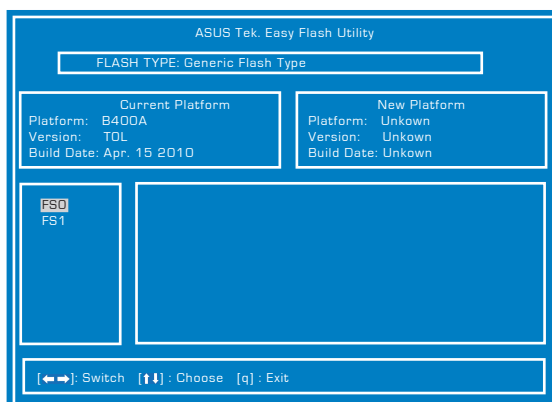 ASUS Tek. Easy Flash Utility
FLASH TYPE: Generic Flash Type
Current Platform
Platform: B400A
Version: TOL
Build Date: Apr. 15 2010
New Platform
Platform: Unkown
Version: Unkown
Build Date: Unkown
FS0
FS1
[←→]: Switch [↑↓] : Choose [q] : Exit